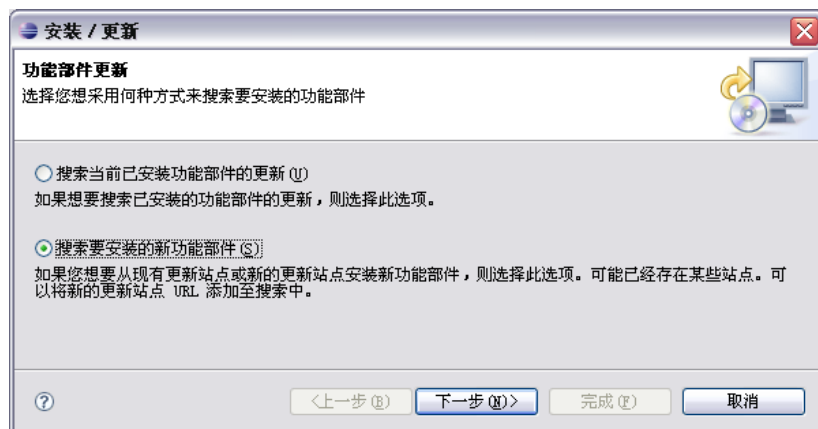 安装 / 更新
功能部件更新
选择您想采用何种方式来搜索要安装的功能部件
搜索当前已安装功能部件的更新(U)
如果想要搜索已安装的功能部件的更新，则选择此选项。
搜索要安装的新功能部件(S)
如果您想要从现有更新站点或新的更新站点安装新功能部件，则选择此选项。可能已经存在某些站点。可
以将新的更新站点 URL 添加至搜索中。
?
<上一步(B) 下一步(N)> 完成(F) 取消